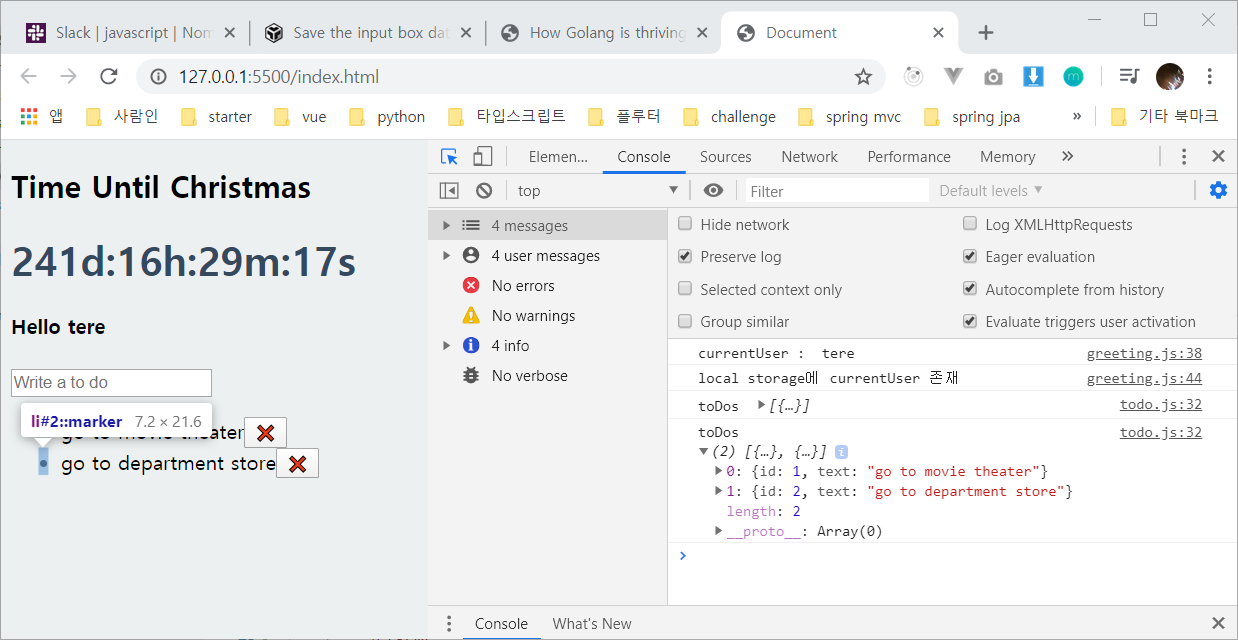 Slack | javascript | Nom
Save the input box dat
How Golang is thriving
Document
127.0.0.1:5500/index.html
m
앱 사람인 starter vue python 타입스크립트 플루터 challenge spring mvc spring jpa » 기타 북마크
Time Until Christmas
241d:16h:29m:17s
Hello tere
Write a to do
li#2::marker 7.2 × 21.6
go to movie theater
go to department store
Elemen... Console Sources Network Performance Memory
top Filter Default levels
4 messages
4 user messages
No errors
No warnings
4 info
No verbose
Hide network Log XMLHttpRequests
Preserve log Eager evaluation
Selected context only Autocomplete from history
Group similar Evaluate triggers user activation
currentUser : tere greeting.js:38
local storage에 currentUser 존재 greeting.js:44
toDos ▶[{…}] todo.js:32
toDos todo.js:32
▼(2) [{…}, {…}] i
▶0: {id: 1, text: "go to movie theater"}
▶1: {id: 2, text: "go to department store"}
length: 2
▶__proto__: Array(0)
Console What's New